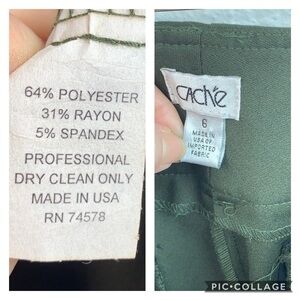 64% POLYESTER
31% RAYON
5% SPANDEX
PROFESSIONAL
DRY CLEAN ONLY
MADE IN USA
RN 74578
caché
6
MADE IN
USA OF
IMPORTED
FABRIC
PIC•COLLAGE